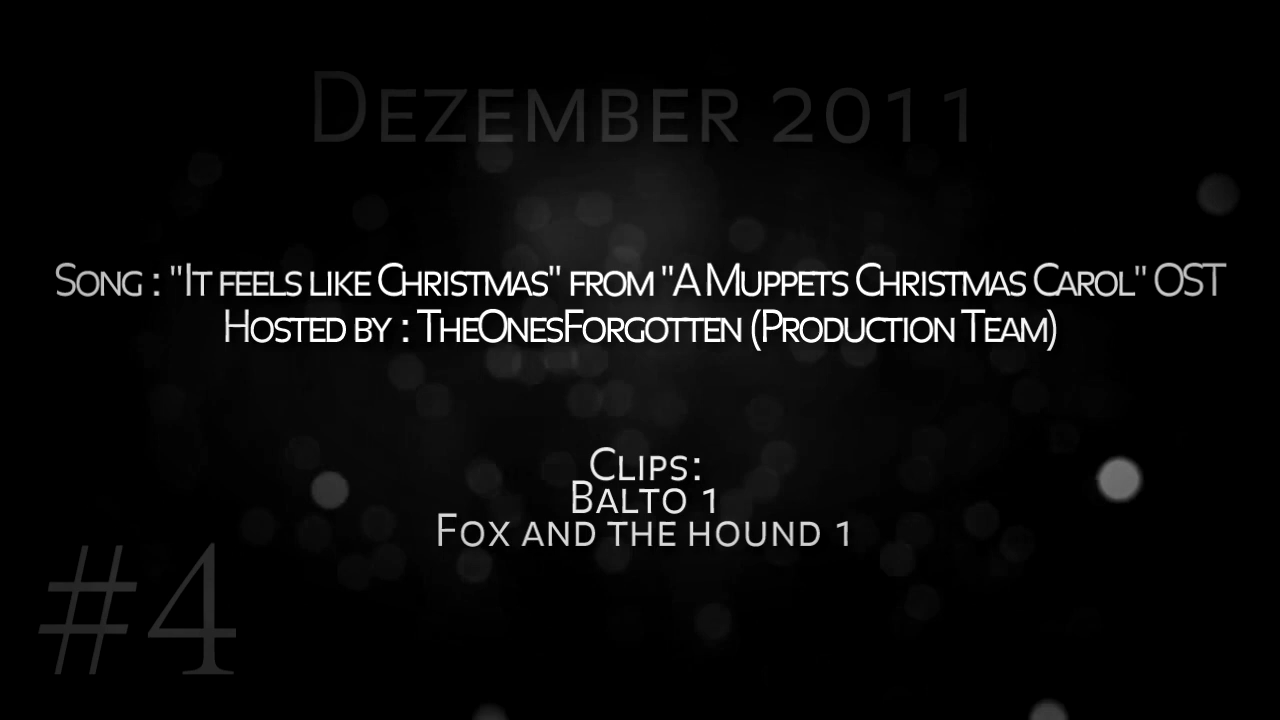 Dezember 2011
Song : "It feels like Christmas" from "A Muppets Christmas Carol" OST
Hosted by : TheOnesForgotten (Production Team)
Clips:
Balto 1
Fox and the hound 1
#4